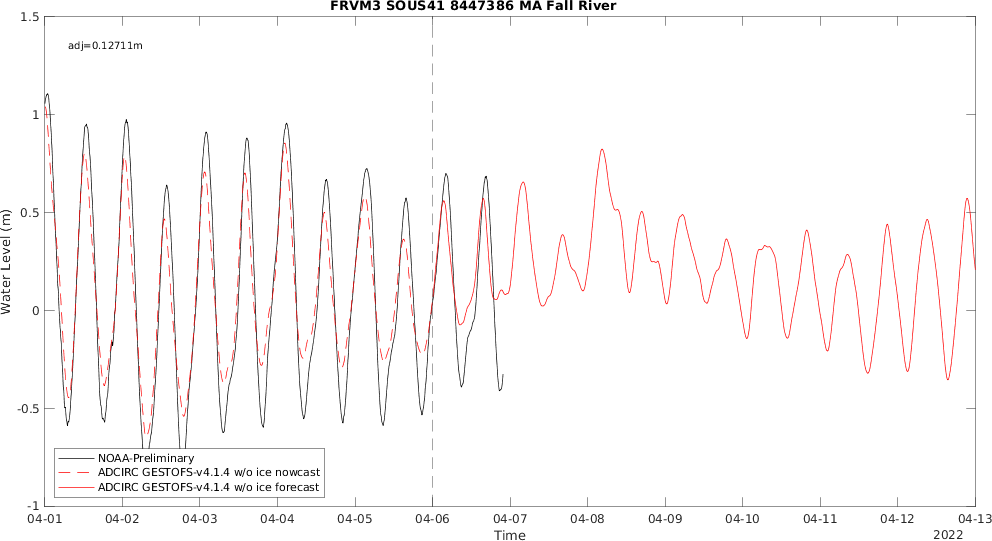 FRVM3 SOUS41 8447386 MA Fall River
1.5
adj=0.12711m
1
0.5
Water Level (m)
0
-0.5
NOAA-Preliminary
ADCIRC GESTOFS-v4.1.4 w/o ice nowcast
ADCIRC GESTOFS-v4.1.4 w/o ice forecast
-1
04-01 04-02 04-03 04-04 04-05 04-06 04-07 04-08 04-09 04-10 04-11 04-12 04-13
Time
2022